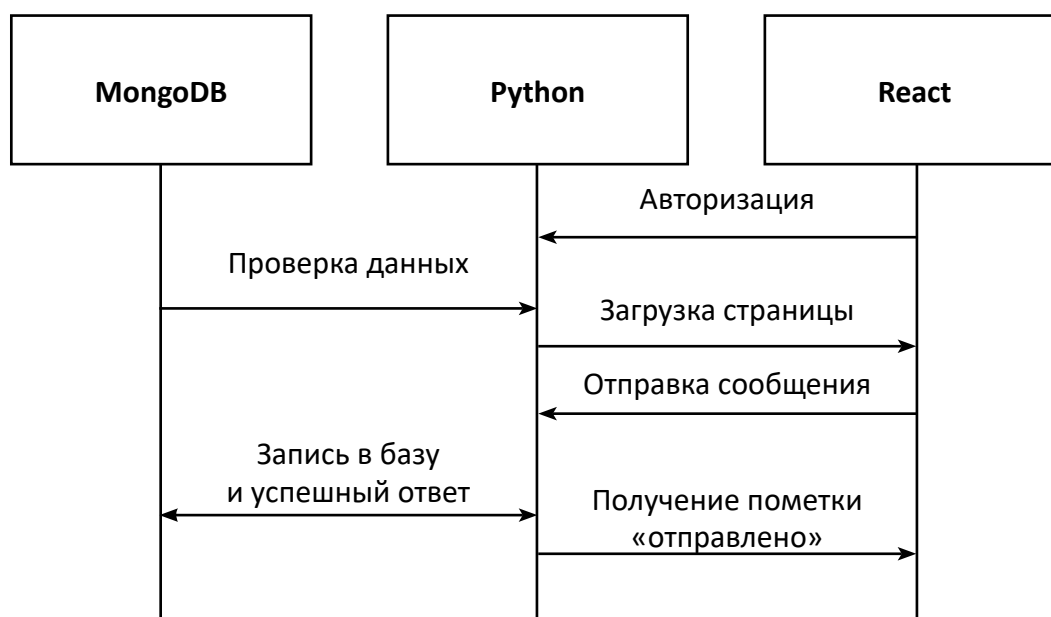 MongoDB
Python
React
Авторизация
Проверка данных
Загрузка страницы
Отправка сообщения
Запись в базу
и успешный ответ
Получение пометки
«отправлено»